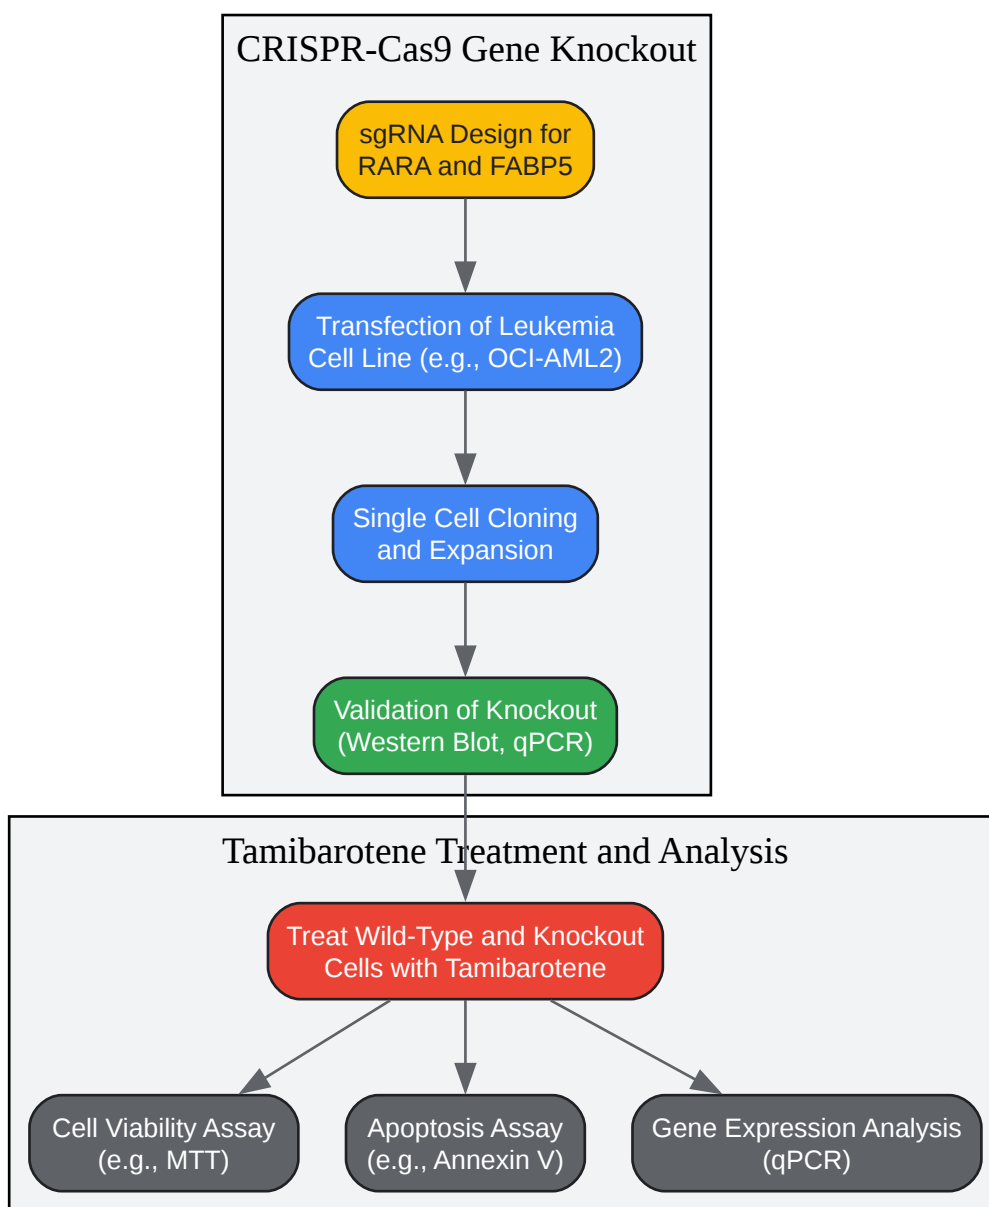 CRISPR-Cas9 Gene Knockout
sgRNA Design for
RARA and FABP5
Transfection of Leukemia
Cell Line (e.g., OCI-AML2)
Single Cell Cloning
and Expansion
Validation of Knockout
(Western Blot, qPCR)
Tamibarotene Treatment and Analysis
Treat Wild-Type and Knockout
Cells with Tamibarotene
Cell Viability Assay
(e.g., MTT)
Apoptosis Assay
(e.g., Annexin V)
Gene Expression Analysis
(qPCR)